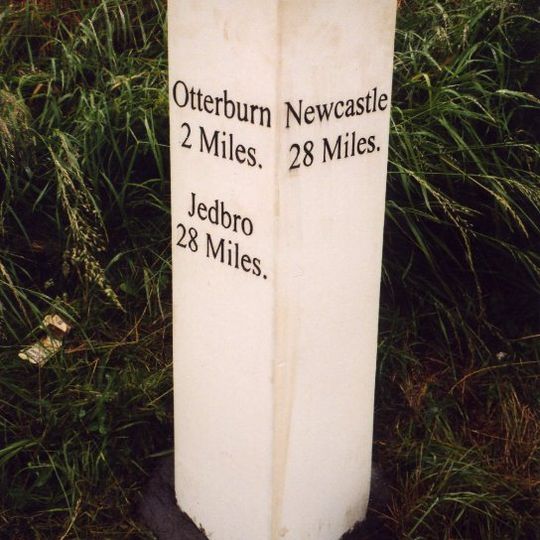 Otterburn
2 Miles.
Jedbro
28 Miles.
Newcastle
28 Miles.